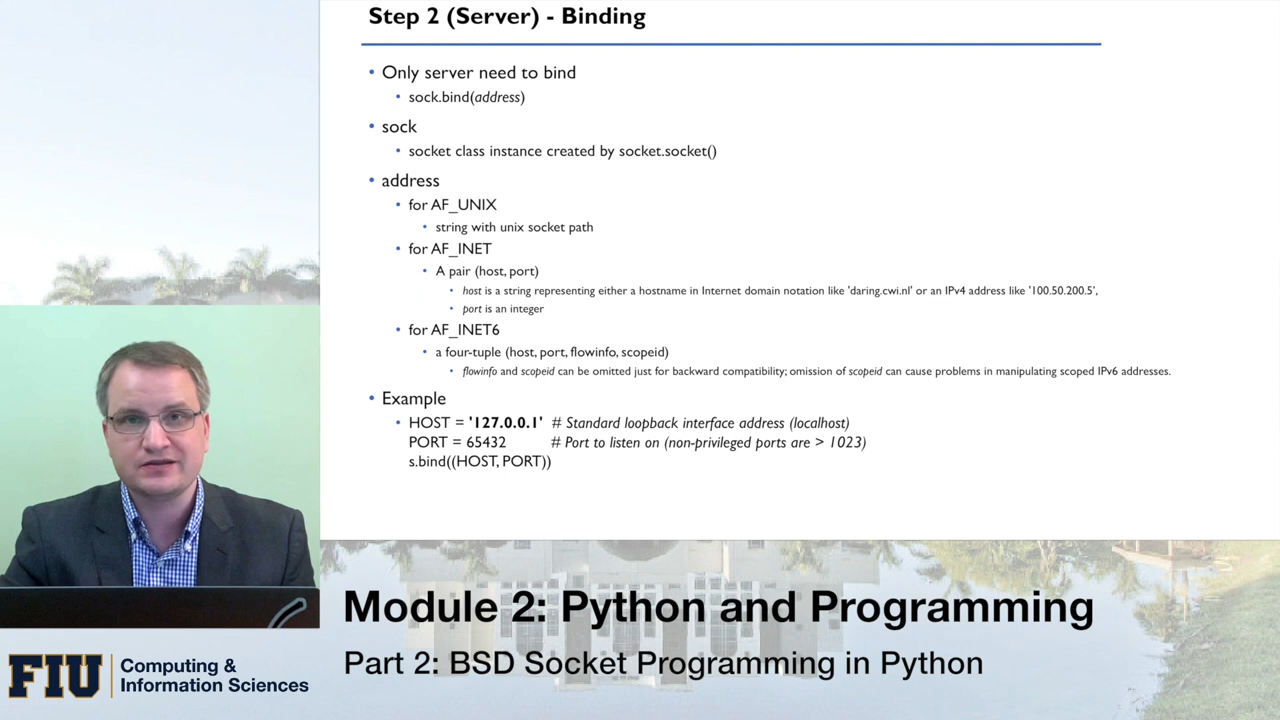 Step 2 (Server) - Binding
• Only server need to bind
• sock.bind(address)
• sock
• socket class instance created by socket.socket()
• address
• for AF_UNIX
• string with unix socket path
• for AF_INET
• A pair (host, port)
• host is a string representing either a hostname in Internet domain notation like 'daring.cwi.nl' or an IPv4 address like '100.50.200.5',
• port is an integer
• for AF_INET6
• a four-tuple (host, port, flowinfo, scopeid)
• flowinfo and scopeid can be omitted just for backward compatibility; omission of scopeid can cause problems in manipulating scoped IPv6 addresses.
• Example
• HOST = '127.0.0.1' # Standard loopback interface address (localhost)
PORT = 65432 # Port to listen on (non-privileged ports are > 1023)
s.bind((HOST, PORT))
Module 2: Python and Programming
Part 2: BSD Socket Programming in Python
FIU
Computing &
Information Sciences